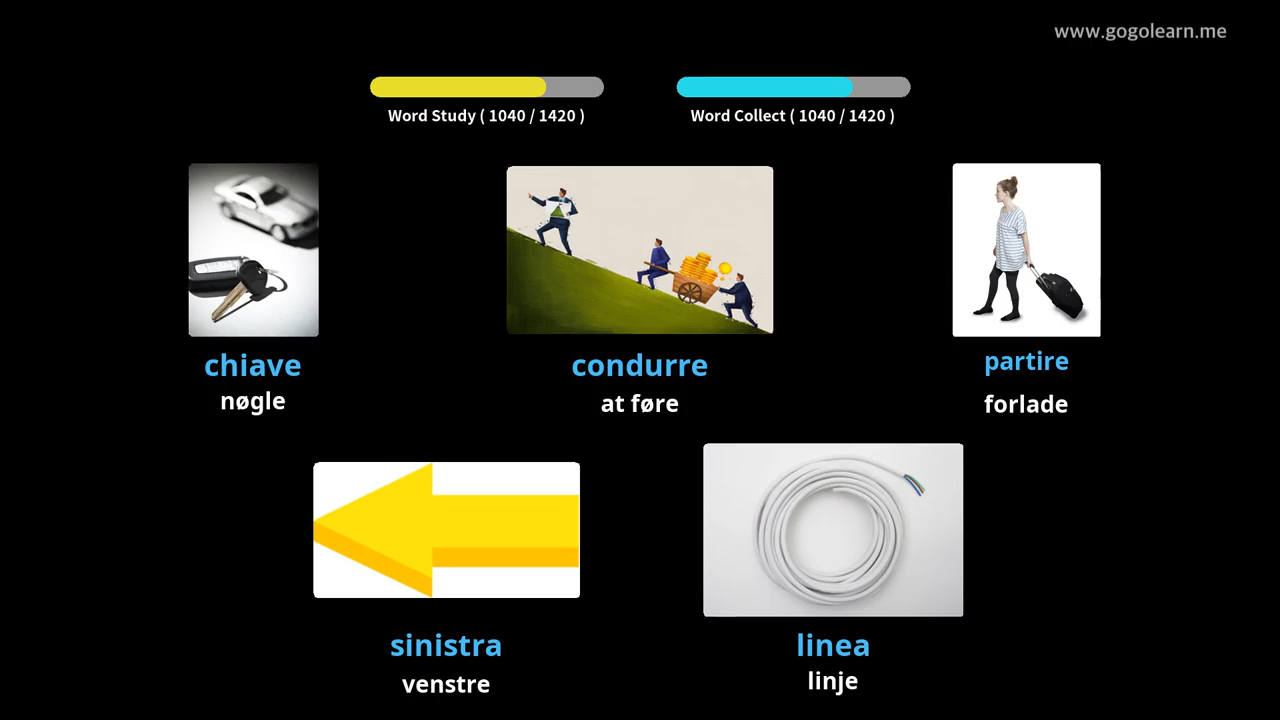 www.gogolearn.me
Word Study ( 1040 / 1420 )
Word Collect ( 1040 / 1420 )
chiave
nøgle
condurre
at føre
partire
forlade
sinistra
venstre
linea
linje